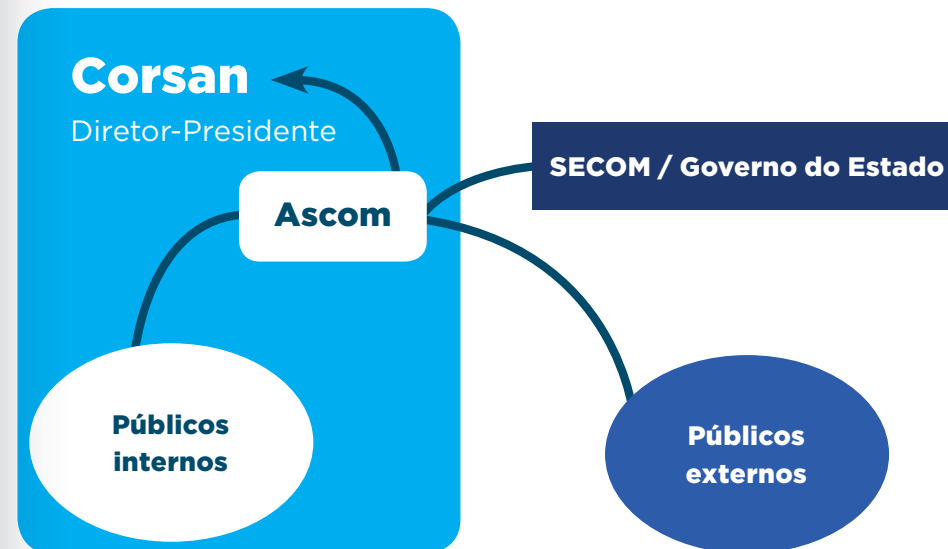 Corsan
Diretor-Presidente
SECOM / Governo do Estado
Ascom
Públicos
internos
Públicos
externos